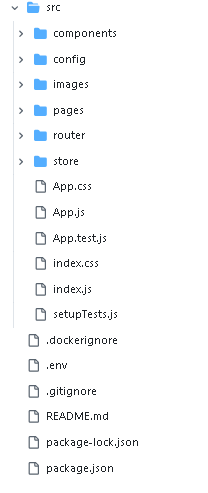 src
components
config
images
pages
router
store
App.css
App.js
App.test.js
index.css
index.js
setupTests.js
.dockerignore
.env
.gitignore
README.md
package-lock.json
package.json